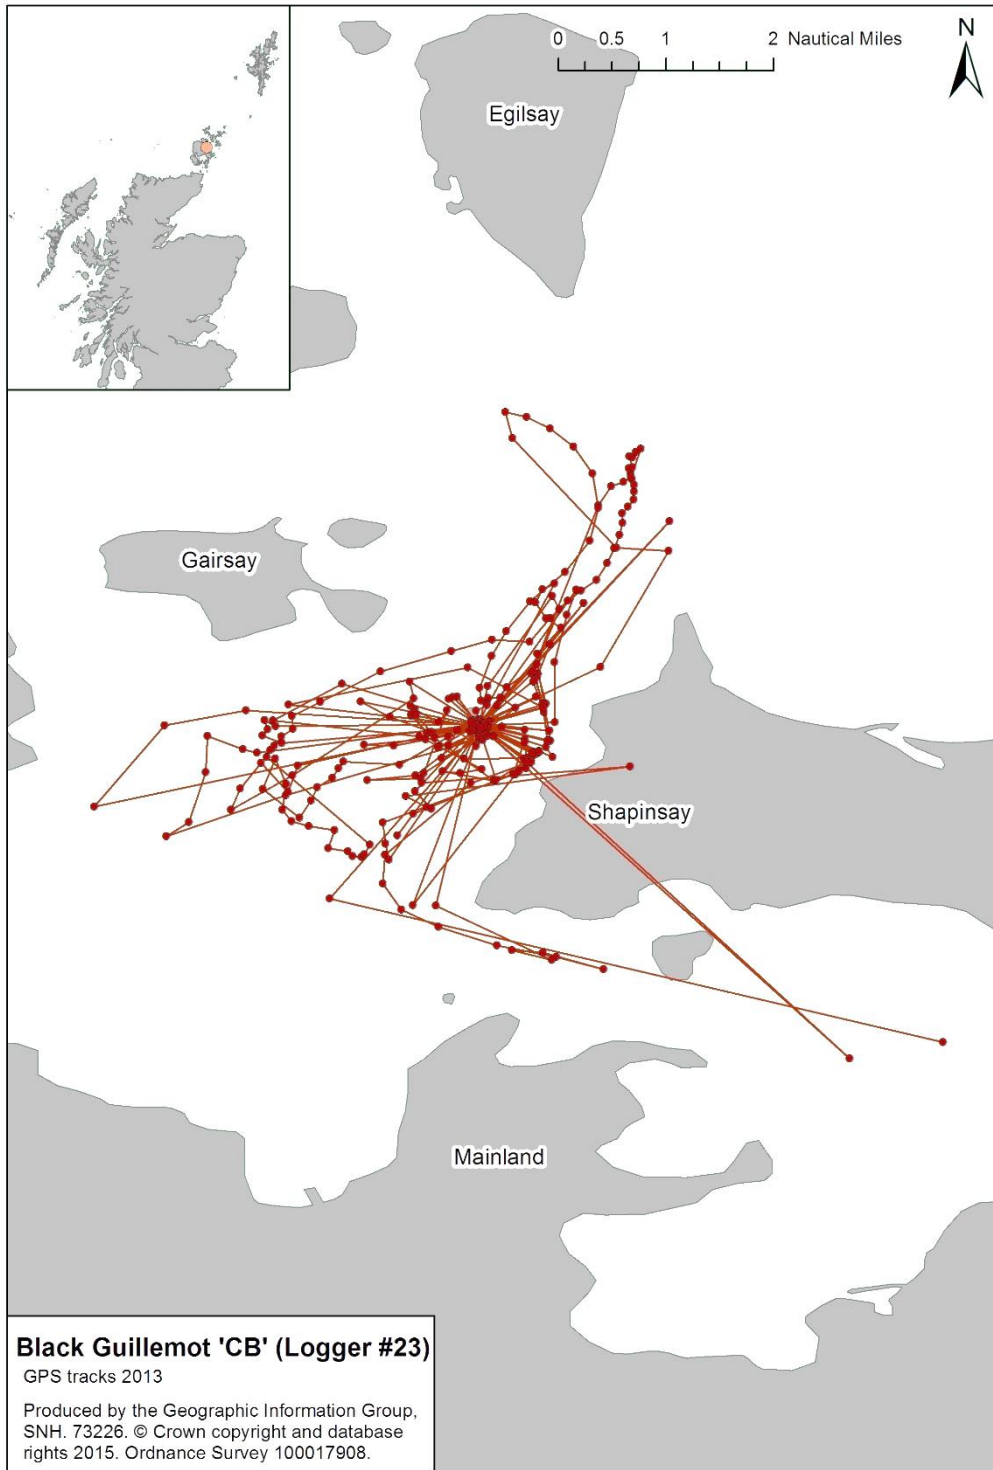 0 0.5 1 2 Nautical Miles
N
Egilsay
Gairsay
Shapinsay
Mainland
Black Guillemot 'CB' (Logger #23)
GPS tracks 2013
Produced by the Geographic Information Group,
SNH. 73226. © Crown copyright and database
rights 2015. Ordnance Survey 100017908.